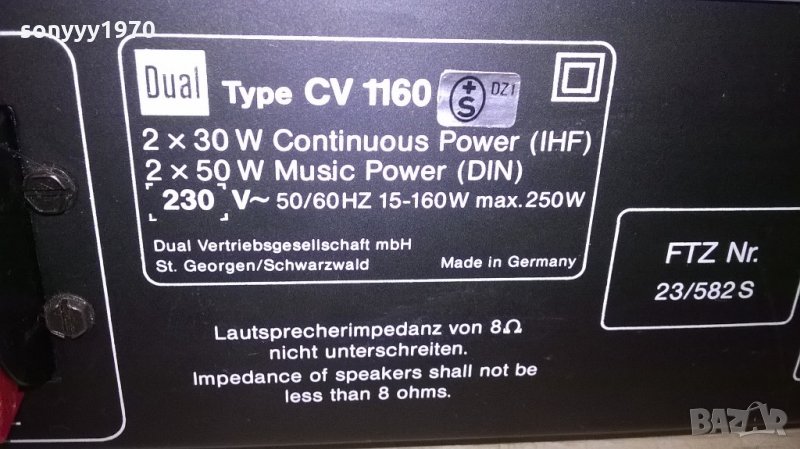 sonyyy1970
Dual Type CV 1160 +S DZ1
2 × 30 W Continuous Power (IHF)
2 × 50 W Music Power (DIN)
230 V~ 50/60HZ 15-160W max. 250W
Dual Vertriebsgesellschaft mbH
St. Georgen/Schwarzwald Made in Germany
FTZ Nr.
23/582 S
Lautsprecherimpedanz von 8Ω
nicht unterschreiten.
Impedance of speakers shall not be
less than 8 ohms.
BAZAR